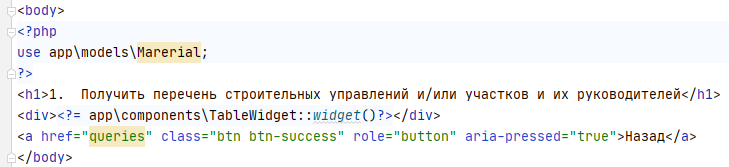 <body>
<?php
use app\models\Marerial;
?>
<h1>1.  Получить перечень строительных управлений и/или участков и их руководителей</h1>
<div><?= app\components\TableWidget::widget()?></div>
<a href="queries" class="btn btn-success" role="button" aria-pressed="true">Назад</a>
</body>